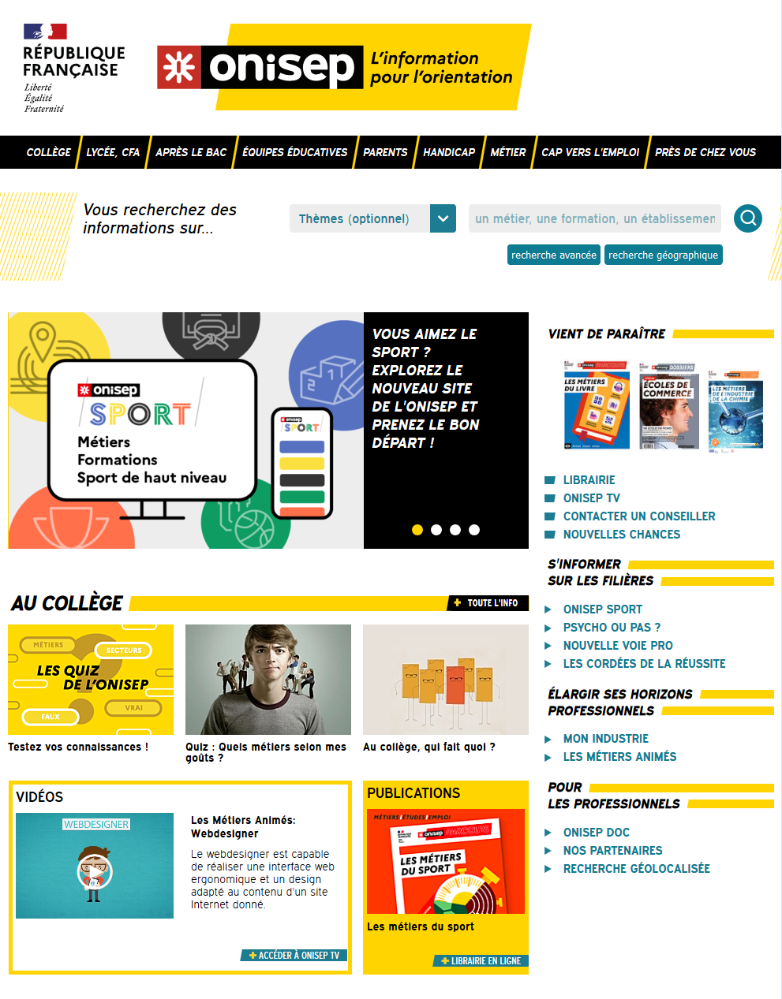 RÉPUBLIQUE
FRANÇAISE
Liberté
Égalité
Fraternité
onisep
L'information
pour l'orientation
COLLÈGE
LYCÉE, CFA
APRÈS LE BAC
ÉQUIPES ÉDUCATIVES
PARENTS
HANDICAP
MÉTIER
CAP VERS L'EMPLOI
PRÈS DE CHEZ VOUS
Vous recherchez des
informations sur...
Thèmes (optionnel)
un métier, une formation, un établissemen
recherche avancée
recherche géographique
onisep
SPORT
Métiers
Formations
Sport de haut niveau
onisep
SPORT
VOUS AIMEZ LE
SPORT ?
EXPLOREZ LE
NOUVEAU SITE
DE L'ONISEP ET
PRENEZ LE BON
DÉPART !
VIENT DE PARAÎTRE
onisep PARCOURS
LES MÉTIERS
DU LIVRE
onisep DOSSIERS
ÉCOLES DE
COMMERCE
onisep
LES MÉTIERS
DE L'INDUSTRIE
DE LA CHIMIE
LIBRAIRIE
ONISEP TV
CONTACTER UN CONSEILLER
NOUVELLES CHANCES
S'INFORMER
SUR LES FILIÈRES
ONISEP SPORT
PSYCHO OU PAS ?
NOUVELLE VOIE PRO
LES CORDÉES DE LA RÉUSSITE
ÉLARGIR SES HORIZONS
PROFESSIONNELS
MON INDUSTRIE
LES MÉTIERS ANIMÉS
POUR
LES PROFESSIONNELS
ONISEP DOC
NOS PARTENAIRES
RECHERCHE GÉOLOCALISÉE
AU COLLÈGE
+ TOUTE L'INFO
MÉTIERS
SECTEURS
LES QUIZ
DE L'ONISEP
VRAI
FAUX
Testez vos connaissances !
Quiz : Quels métiers selon mes
goûts ?
Au collège, qui fait quoi ?
VIDÉOS
WEBDESIGNER
Les Métiers Animés:
Webdesigner
Le webdesigner est capable
de réaliser une interface web
ergonomique et un design
adapté au contenu d'un site
Internet donné.
+ ACCÉDER À ONISEP TV
PUBLICATIONS
MÉTIERS / ÉTUDES / EMPLOI
onisep PARCOURS
LES MÉTIERS
DU SPORT
Les métiers du sport
+ LIBRAIRIE EN LIGNE